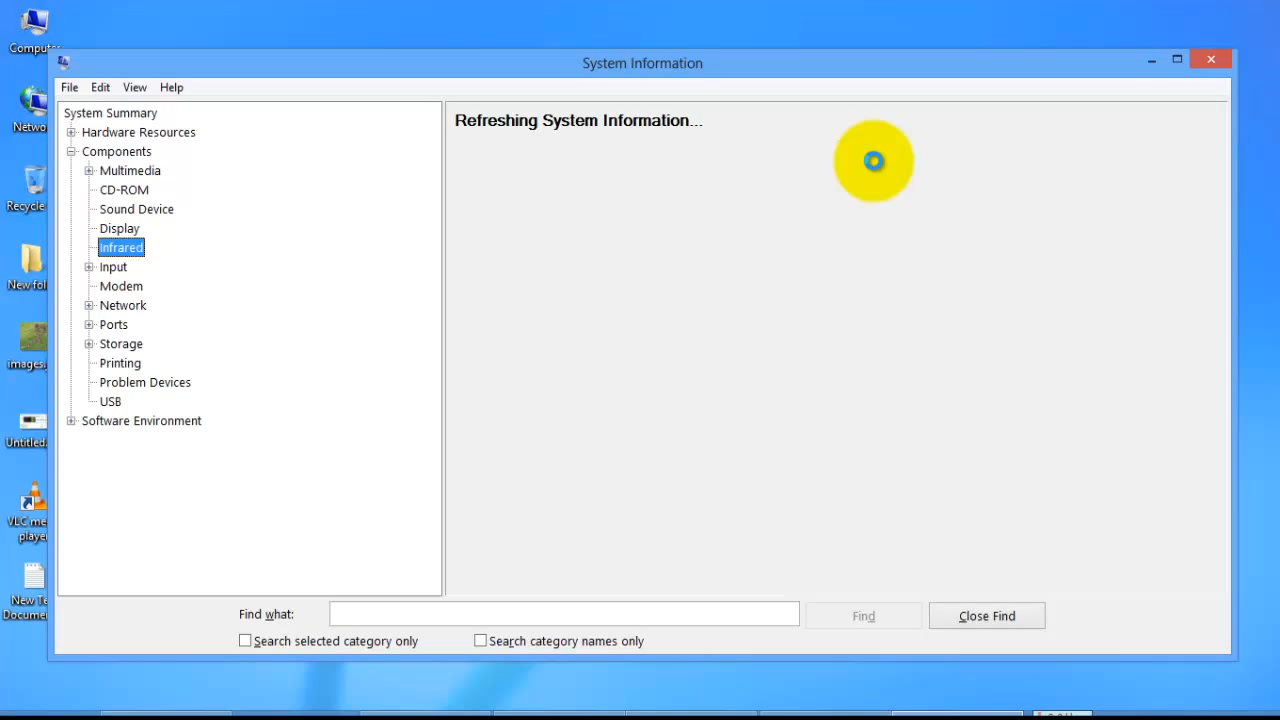 Computer
System Information
File Edit View Help
System Summary
Hardware Resources
Components
Multimedia
CD-ROM
Sound Device
Display
Infrared
Input
Modem
Network
Ports
Storage
Printing
Problem Devices
USB
Software Environment
Refreshing System Information...
Networ
Recycle
New fol
images.
Untitled
VLC me
player
New Te
Documen
Find what:
Find
Close Find
Search selected category only
Search category names only